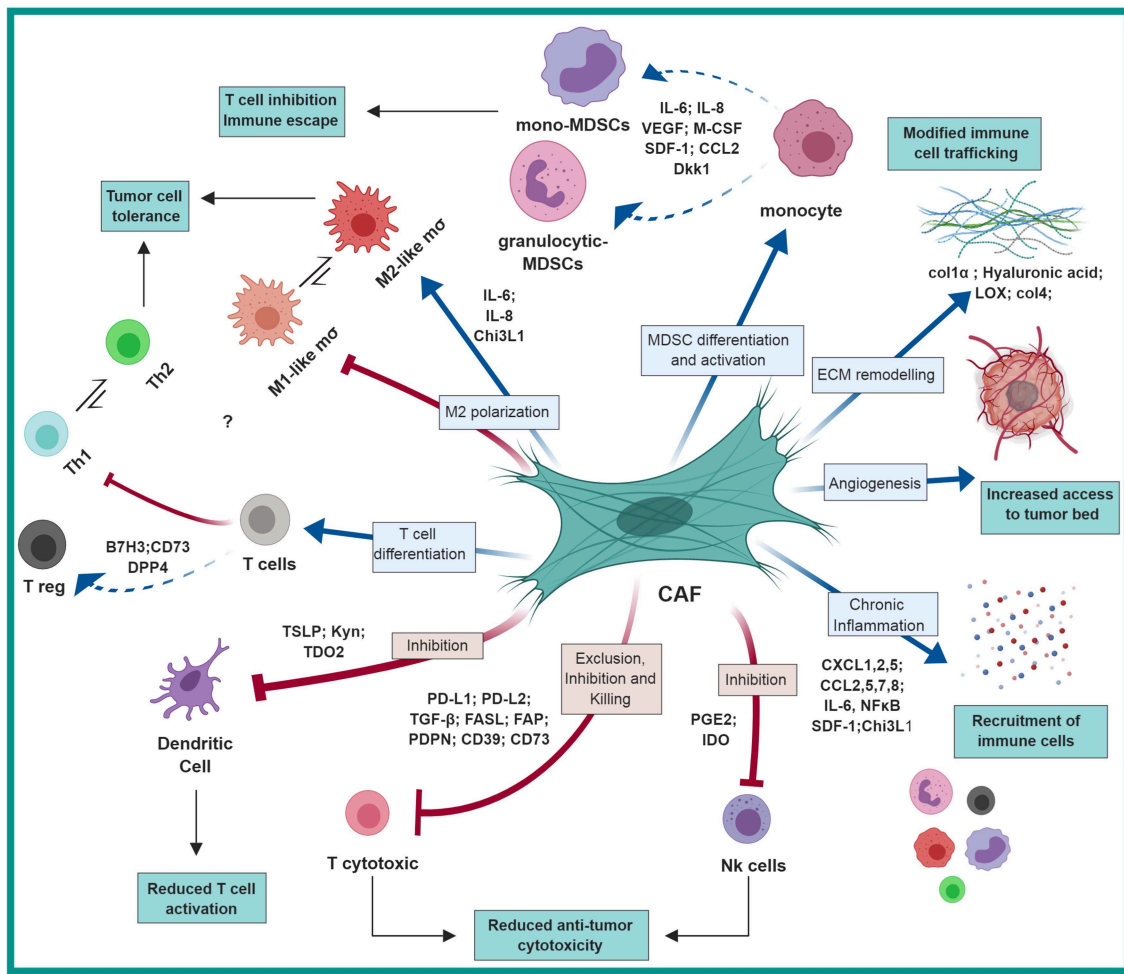 T cell inhibition
Immune escape
mono-MDSCs
IL-6; IL-8
VEGF; M-CSF
SDF-1; CCL2
Dkk1
monocyte
granulocytic-
MDSCs
Modified immune
cell trafficking
col1α ; Hyaluronic acid;
LOX; col4;
Tumor cell
tolerance
M2-like mσ
M1-like mσ
IL-6;
IL-8
Chi3L1
MDSC differentiation
and activation
ECM remodelling
M2 polarization
Th2
Th1
?
Angiogenesis
Increased access
to tumor bed
T cell
differentiation
T cells
B7H3;CD73
DPP4
T reg
CAF
Chronic
Inflammation
TSLP; Kyn;
TDO2
Inhibition
Exclusion,
Inhibition and
Killing
Inhibition
PD-L1; PD-L2;
TGF-β; FASL; FAP;
PDPN; CD39; CD73
PGE2;
IDO
CXCL1,2,5;
CCL2,5,7,8;
IL-6, NFκB
SDF-1;Chi3L1
Recruitment of
immune cells
Dendritic
Cell
T cytotoxic
Nk cells
Reduced T cell
activation
Reduced anti-tumor
cytotoxicity